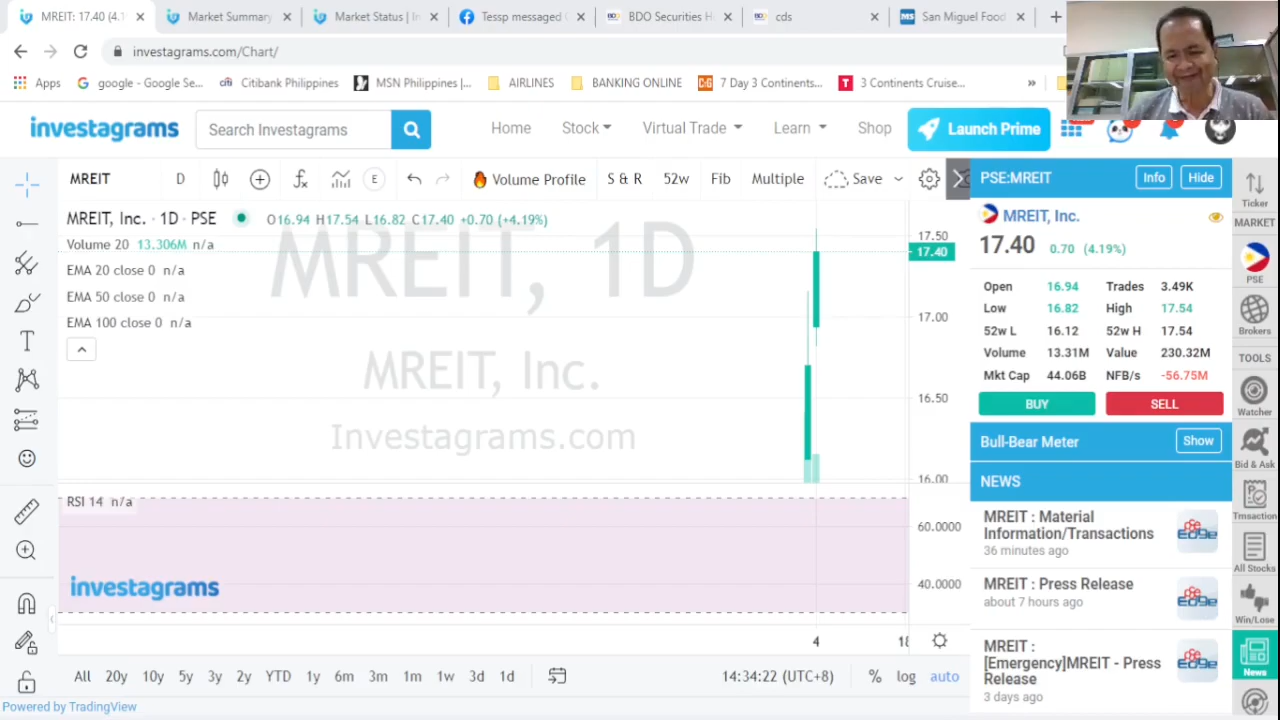 MREIT: 17.40 (4.1
Market Summary
Market Status | In
Tessp messaged
BDO Securities H
cds
San Miguel Food
investagrams.com/Chart/
Apps
google - Google Se...
Citibank Philippines
MSN Philippines |...
AIRLINES
BANKING ONLINE
7 Day 3 Continents...
3 Continents Cruise...
»
investagrams
Search Investagrams
Home
Stock
Virtual Trade
Learn
Shop
Launch Prime
MREIT
D
E
Volume Profile
S & R
52w
Fib
Multiple
Save
MREIT, Inc. · 1D · PSE
O16.94 H17.54 L16.82 C17.40 +0.70 (+4.19%)
Volume 20 13.306M n/a
EMA 20 close 0 n/a
EMA 50 close 0 n/a
EMA 100 close 0 n/a
MREIT, 1D
MREIT, Inc.
Investagrams.com
17.50
17.40
17.00
16.50
16.00
RSI 14 n/a
60.0000
40.0000
investagrams
4
18
All 20y 10y 5y 3y 2y YTD 1y 6m 3m 1m 1w 3d 1d
14:34:22 (UTC+8)
% log auto
Powered by TradingView
PSE:MREIT
Info
Hide
MREIT, Inc.
17.40 0.70 (4.19%)
Open 16.94 Trades 3.49K
Low 16.82 High 17.54
52w L 16.12 52w H 17.54
Volume 13.31M Value 230.32M
Mkt Cap 44.06B NFB/s -56.75M
BUY
SELL
Bull-Bear Meter
Show
NEWS
MREIT : Material
Information/Transactions
36 minutes ago
EDGE
MREIT : Press Release
about 7 hours ago
EDGE
MREIT :
[Emergency]MREIT - Press
Release
3 days ago
EDGE
Ticker
MARKET
PSE
Brokers
TOOLS
Watcher
Bid & Ask
Trnsaction
All Stocks
Win/Lose
News